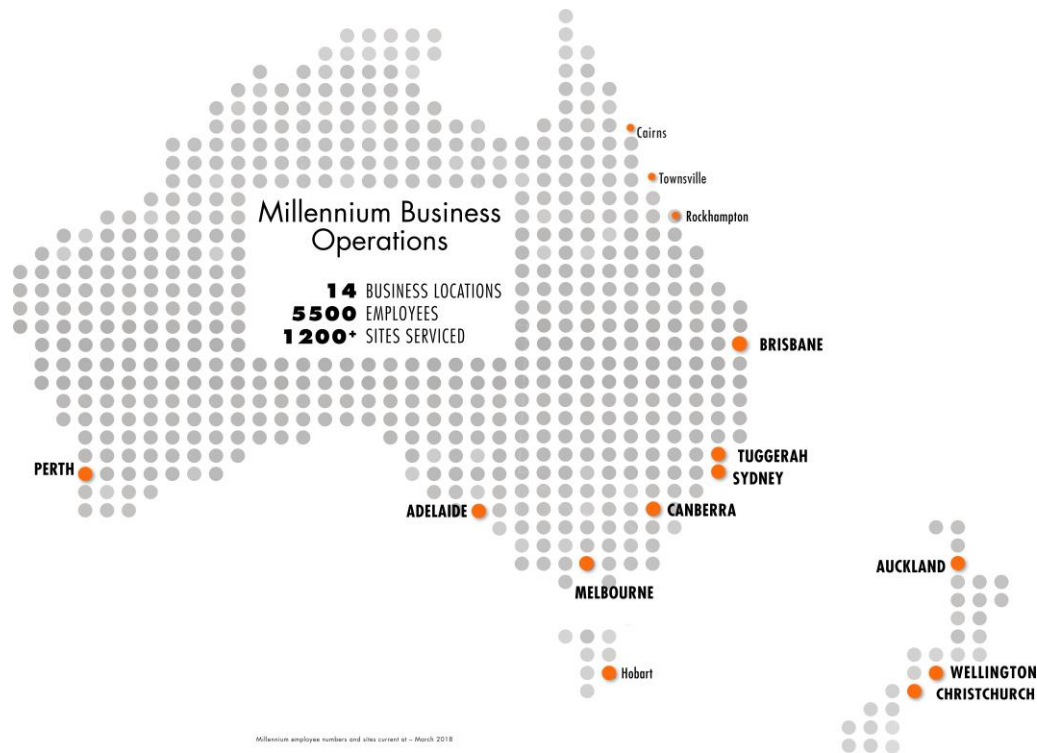 Cairns
Townsville
Millennium Business
Operations
Rockhampton
14 BUSINESS LOCATIONS
5500 EMPLOYEES
1200+ SITES SERVICED
BRISBANE
TUGGERAH
PERTH
SYDNEY
ADELAIDE
CANBERRA
AUCKLAND
MELBOURNE
Hobart
WELLINGTON
CHRISTCHURCH
Millennium employee numbers and sites current at – March 2018